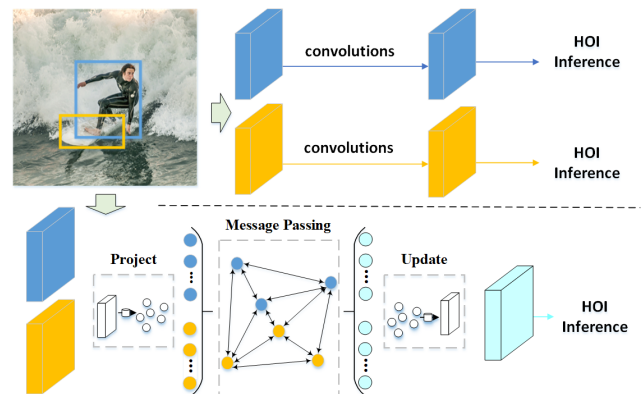 convolutions
HOI
Inference
convolutions
HOI
Inference
Message Passing
Project
Update
HOI
Inference